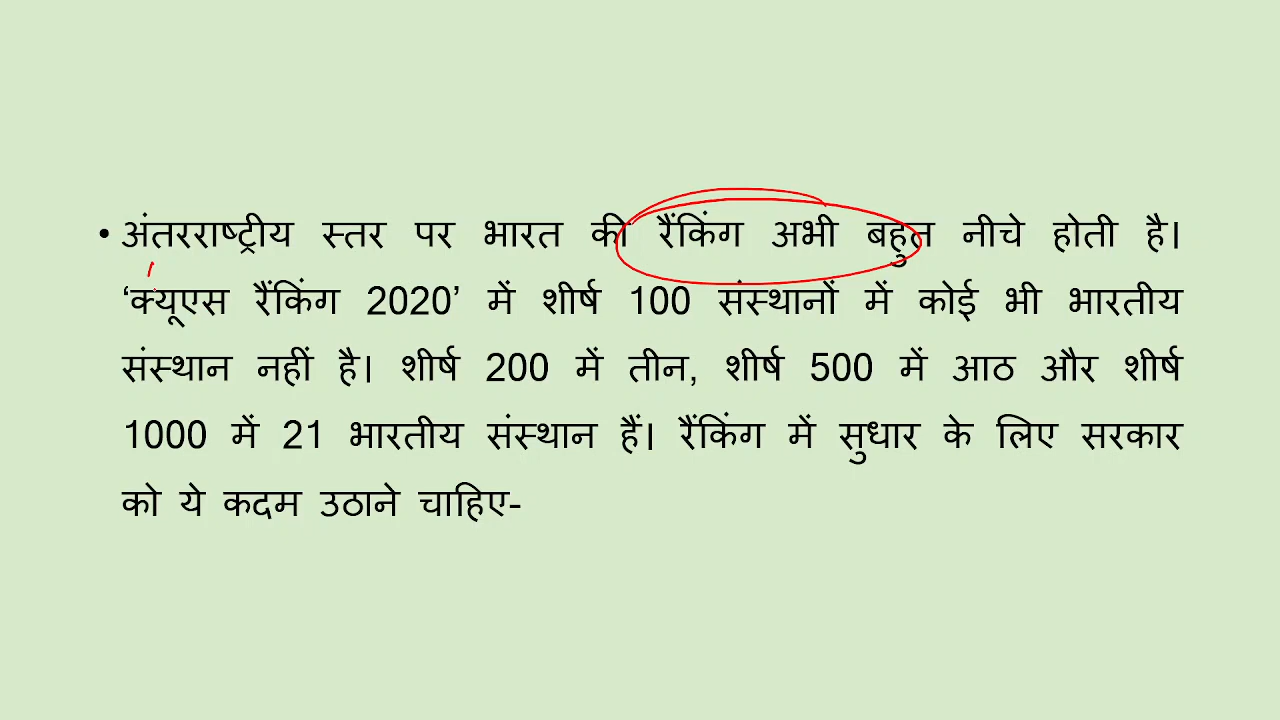 • अंतरराष्ट्रीय स्तर पर भारत की रैंकिंग अभी बहुत नीचे होती है।
‘क्यूएस रैंकिंग 2020’ में शीर्ष 100 संस्थानों में कोई भी भारतीय
संस्थान नहीं है। शीर्ष 200 में तीन, शीर्ष 500 में आठ और शीर्ष
1000 में 21 भारतीय संस्थान हैं। रैंकिंग में सुधार के लिए सरकार
को ये कदम उठाने चाहिए-